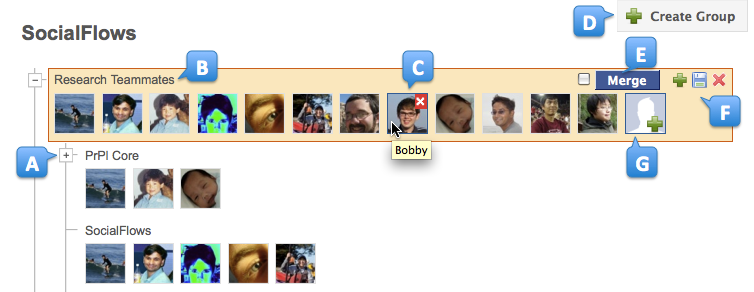 D
Create Group
SocialFlows
E
B
C
Research Teammates
Merge
F
A
PrPl Core
Bobby
G
SocialFlows